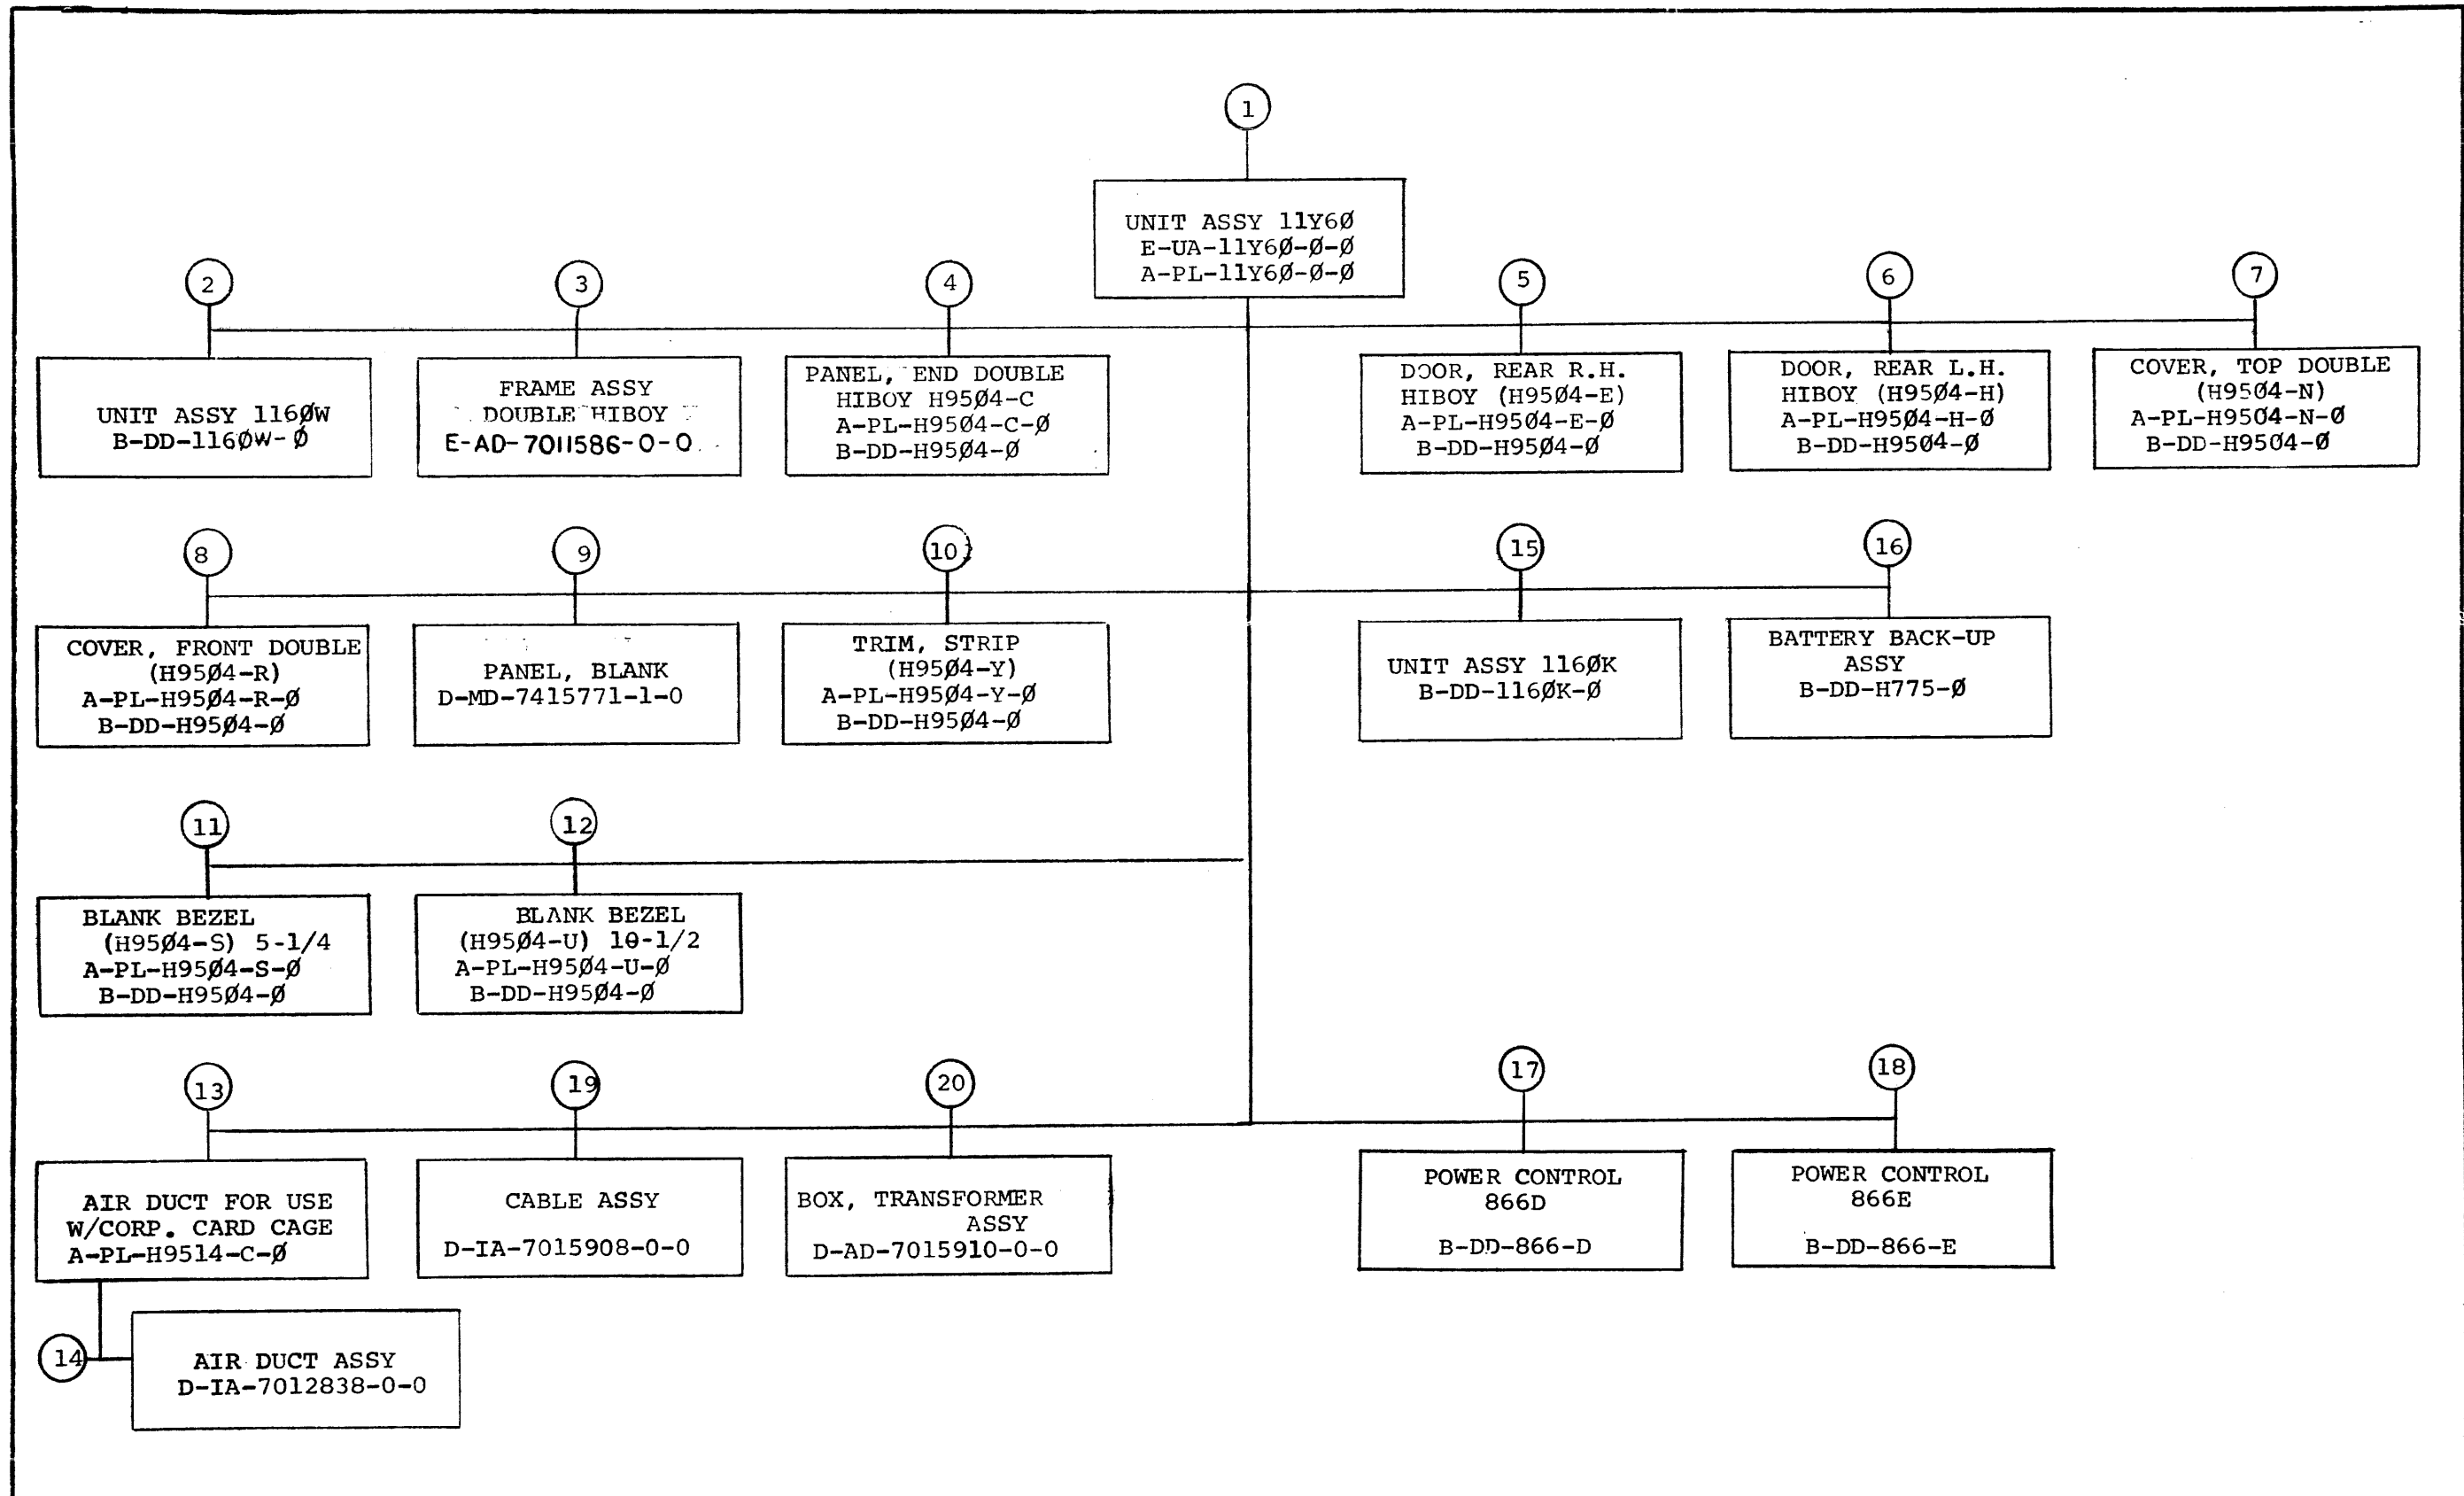 1
UNIT ASSY 11Y6Ø
E-UA-11Y6Ø-Ø-Ø
A-PL-11Y6Ø-Ø-Ø
2
UNIT ASSY 116ØW
B-DD-116ØW-Ø
3
FRAME ASSY
DOUBLE HIBOY
E-AD-7011586-0-0
4
PANEL, END DOUBLE
HIBOY H95Ø4-C
A-PL-H95Ø4-C-Ø
B-DD-H95Ø4-Ø
5
DOOR, REAR R.H.
HIBOY (H95Ø4-E)
A-PL-H95Ø4-E-Ø
B-DD-H95Ø4-Ø
6
DOOR, REAR L.H.
HIBOY (H95Ø4-H)
A-PL-H95Ø4-H-Ø
B-DD-H95Ø4-Ø
7
COVER, TOP DOUBLE
(H95Ø4-N)
A-PL-H95Ø4-N-Ø
B-DD-H95Ø4-Ø
8
COVER, FRONT DOUBLE
(H95Ø4-R)
A-PL-H95Ø4-R-Ø
B-DD-H95Ø4-Ø
9
PANEL, BLANK
D-MD-7415771-1-0
10
TRIM, STRIP
(H95Ø4-Y)
A-PL-H95Ø4-Y-Ø
B-DD-H95Ø4-Ø
15
UNIT ASSY 116ØK
B-DD-116ØK-Ø
16
BATTERY BACK-UP
ASSY
B-DD-H775-Ø
11
BLANK BEZEL
(H95Ø4-S) 5-1/4
A-PL-H95Ø4-S-Ø
B-DD-H95Ø4-Ø
12
BLANK BEZEL
(H95Ø4-U) 10-1/2
A-PL-H95Ø4-U-Ø
B-DD-H95Ø4-Ø
13
AIR DUCT FOR USE
W/CORP. CARD CAGE
A-PL-H9514-C-Ø
19
CABLE ASSY
D-IA-7015908-0-0
20
BOX, TRANSFORMER
ASSY
D-AD-7015910-0-0
17
POWER CONTROL
866D
B-DD-866-D
18
POWER CONTROL
866E
B-DD-866-E
14
AIR DUCT ASSY
D-IA-7012838-0-0